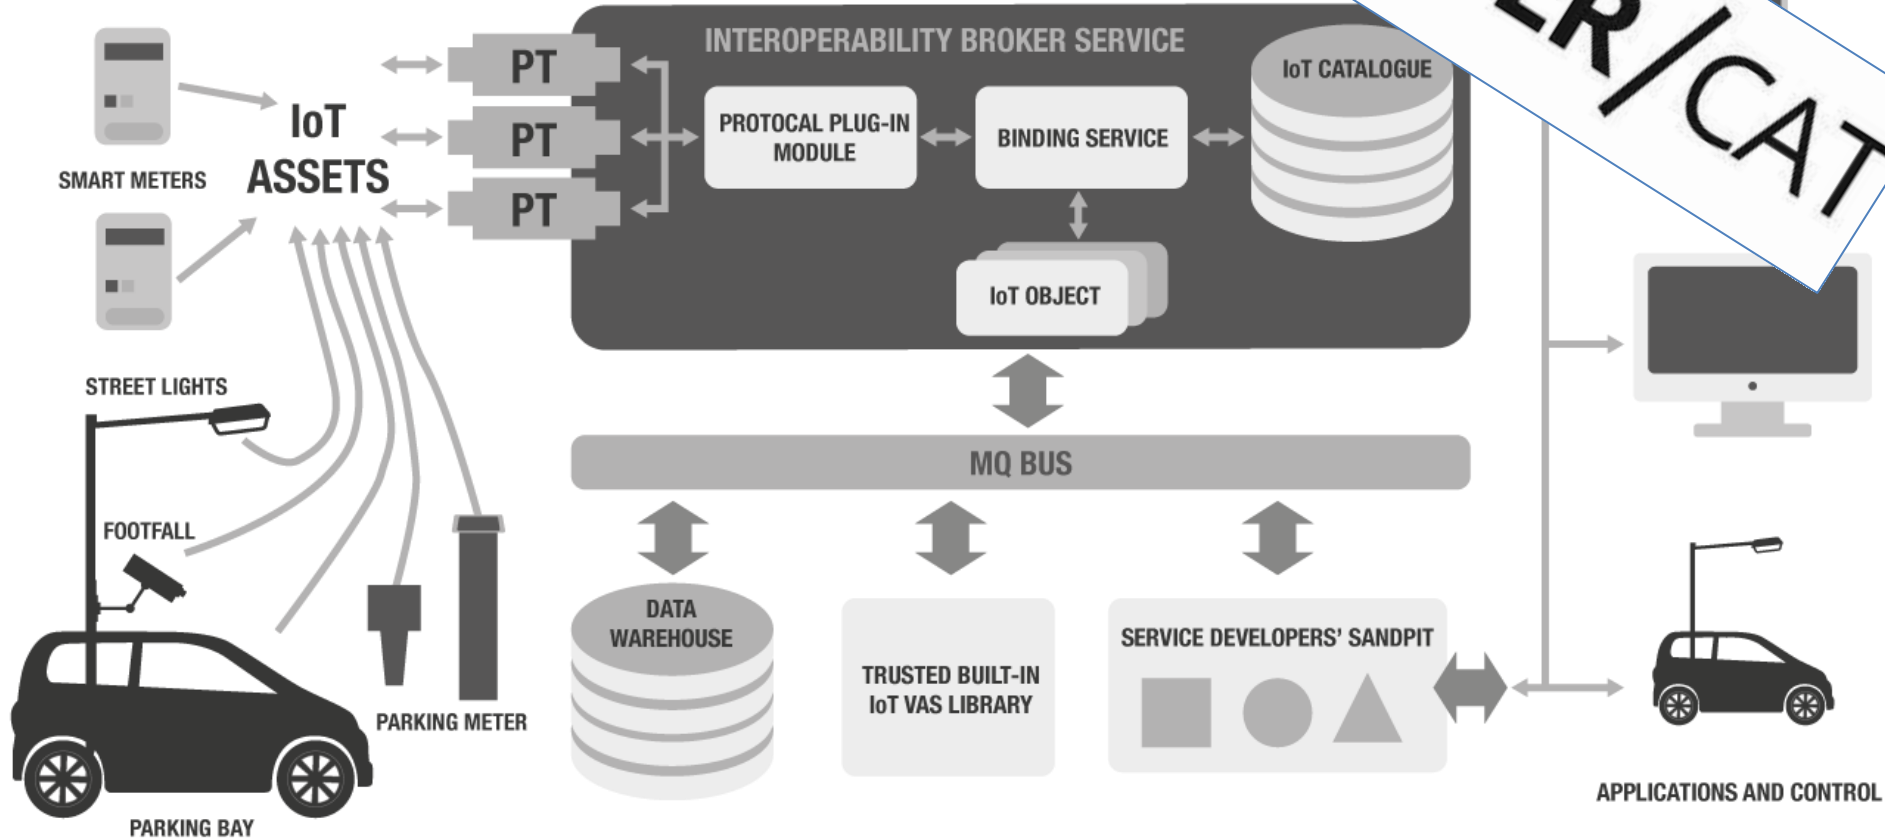 INTEROPERABILITY BROKER SERVICE
IoT CATALOGUE
ER/CAT
PT
PT
PT
PROTOCAL PLUG-IN
MODULE
BINDING SERVICE
IoT OBJECT
IoT
ASSETS
SMART METERS
STREET LIGHTS
FOOTFALL
PARKING METER
PARKING BAY
MQ BUS
DATA
WAREHOUSE
TRUSTED BUILT-IN
IoT VAS LIBRARY
SERVICE DEVELOPERS’ SANDPIT
APPLICATIONS AND CONTROL